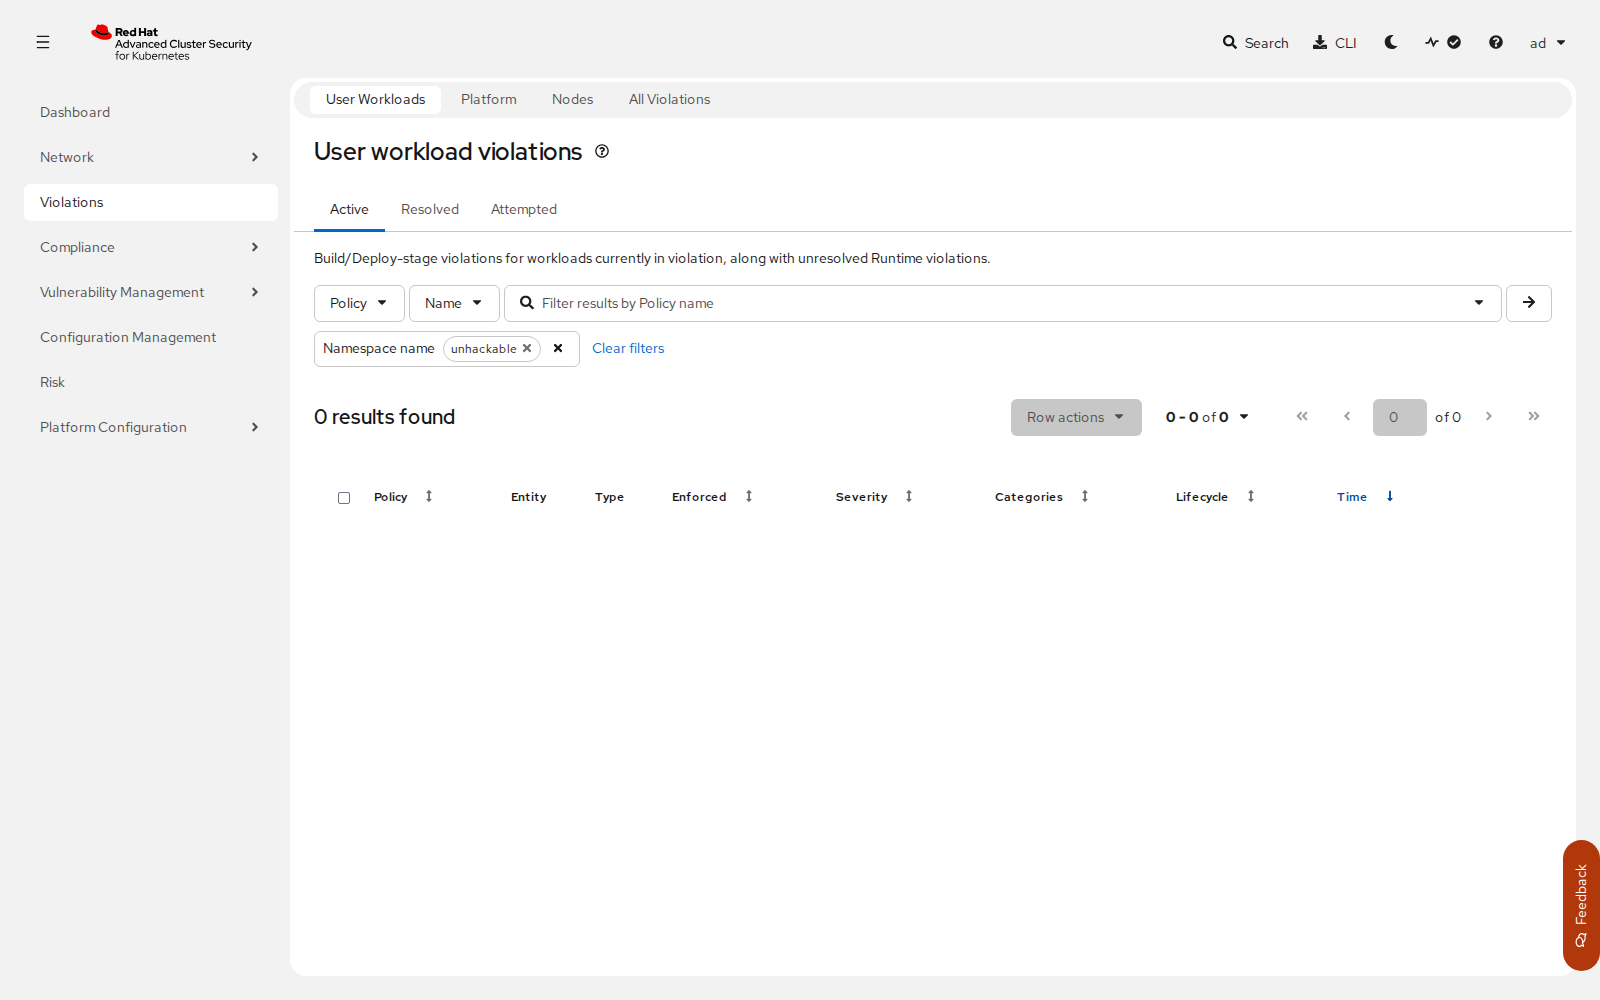 Red Hat
Advanced Cluster Security
for Kubernetes
Search
CLI
ad
Dashboard
Network
Violations
Compliance
Vulnerability Management
Configuration Management
Risk
Platform Configuration
User Workloads
Platform
Nodes
All Violations
User workload violations
Active
Resolved
Attempted
Build/Deploy-stage violations for workloads currently in violation, along with unresolved Runtime violations.
Policy
Name
Filter results by Policy name
Namespace name
unhackable
Clear filters
0 results found
Row actions
0 - 0 of 0
0
of 0
Policy
Entity
Type
Enforced
Severity
Categories
Lifecycle
Time
Feedback